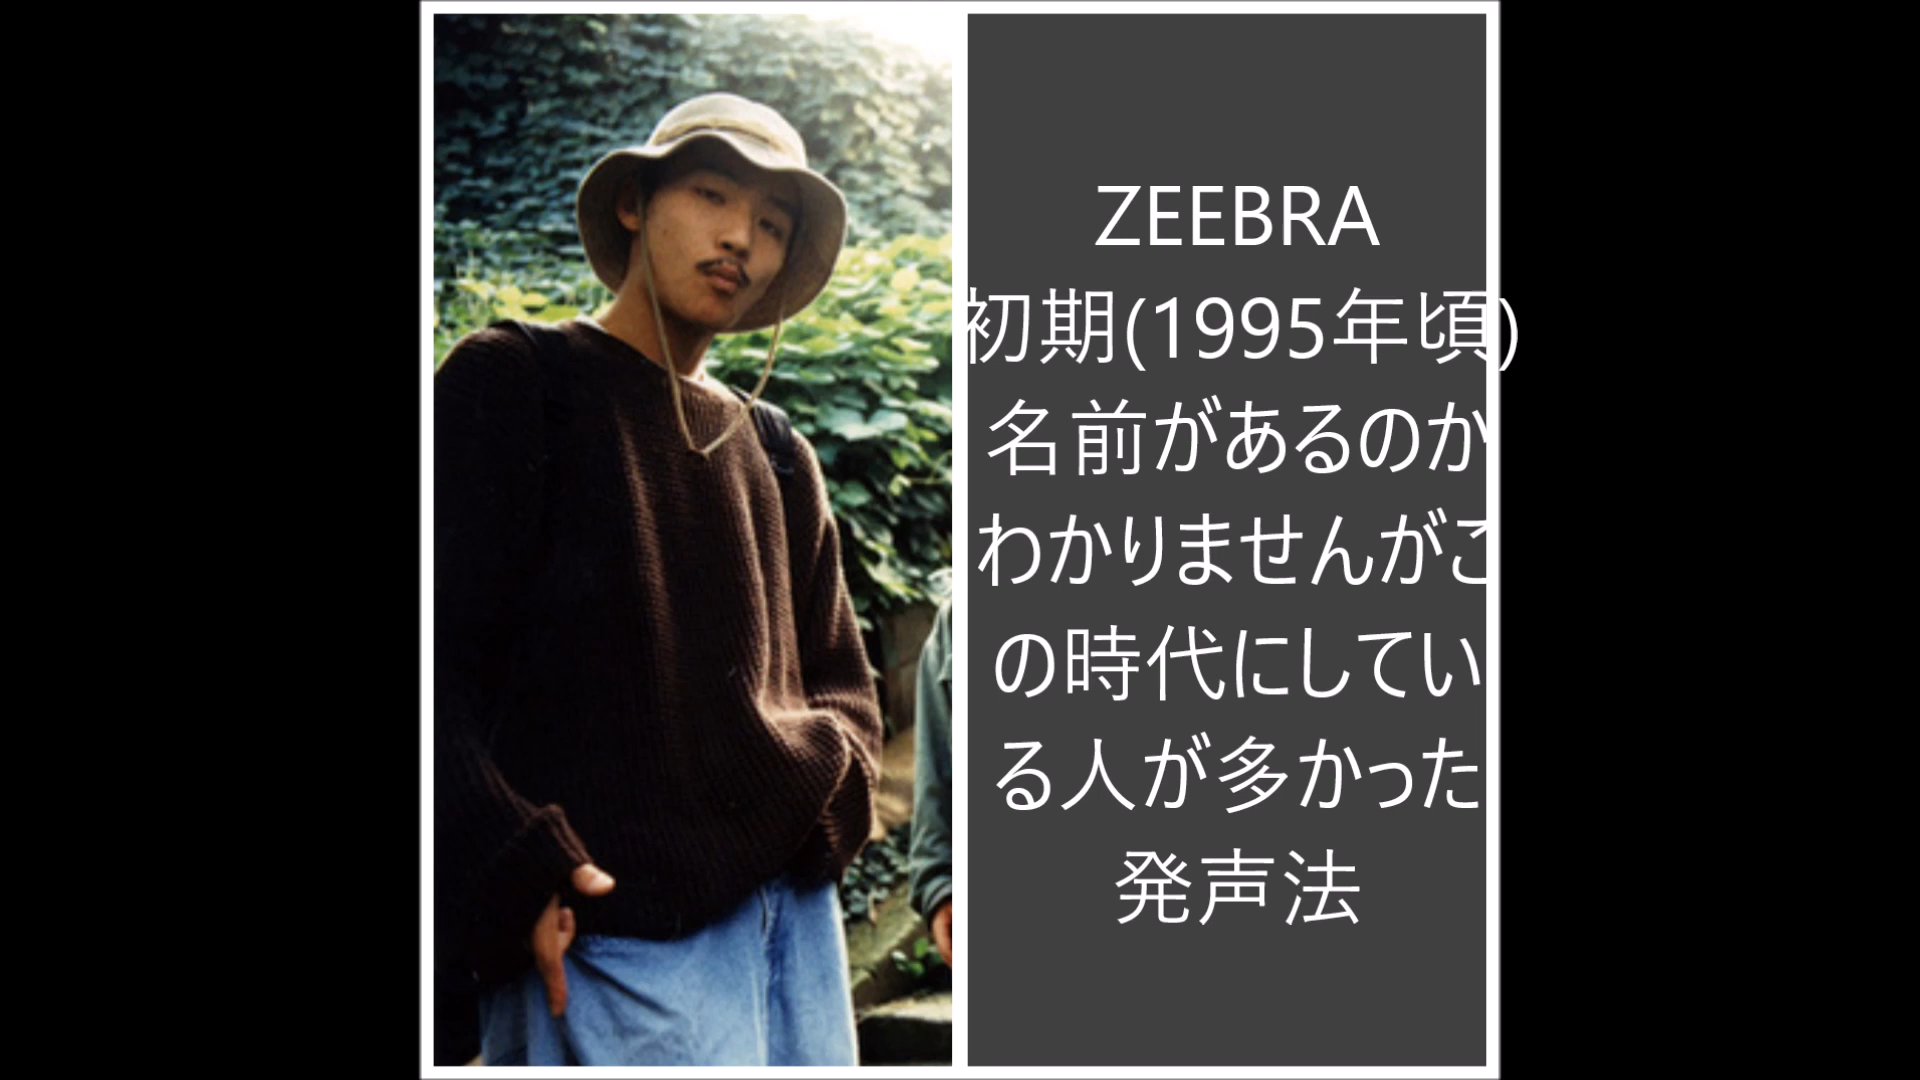 ZEEBRA
初期(1995年頃)
名前があるのか
わかりませんがこ
の時代にしてい
る人が多かった
発声法